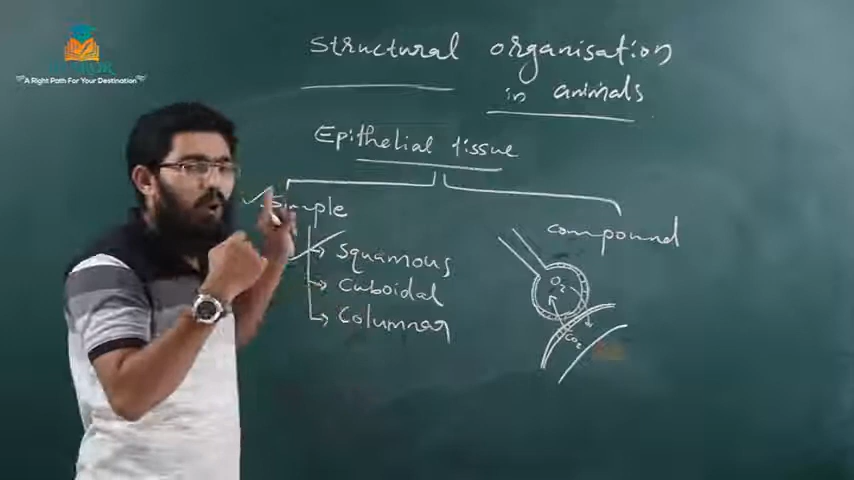 A Right Path For Your Destination
Structural organisation
in animals
Epithelial tissue
Simple
compound
Squamous
Cuboidal
Columnar
O2
CO2